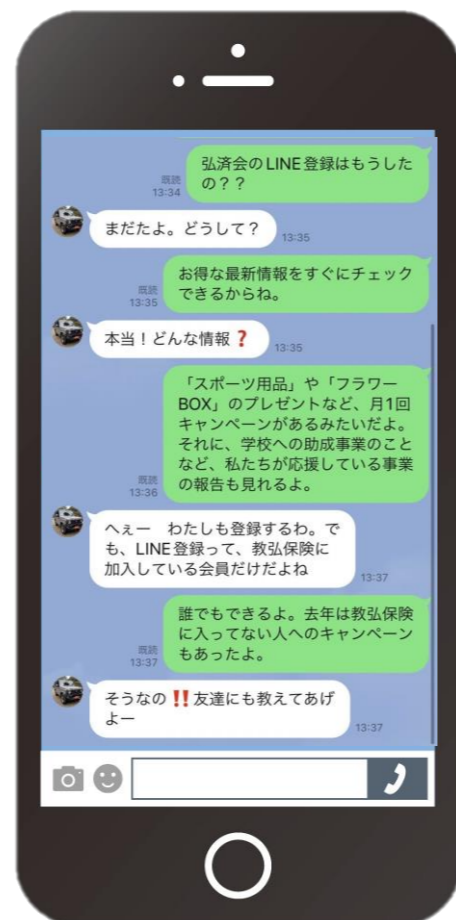 弘済会のLINE登録はもうした
の？？
既読
13:34
まだたよ。どうして？
13:35
お得な最新情報をすぐにチェック
できるからね。
既読
13:35
本当！どんな情報❓
13:35
「スポーツ用品」や「フラワー
BOX」のプレゼントなど、月1回
キャンペーンがあるみたいだよ。
それに、学校への助成事業のこと
など、私たちが応援している事業
の報告も見れるよ。
既読
13:36
へぇー　わたしも登録するわ。で
も、LINE登録って、教弘保険に
加入している会員だけだよね
13:37
誰でもできるよ。去年は教弘保険
に入ってない人へのキャンペーン
もあったよ。
既読
13:37
そうなの‼️友達にも教えてあげ
よー
13:37